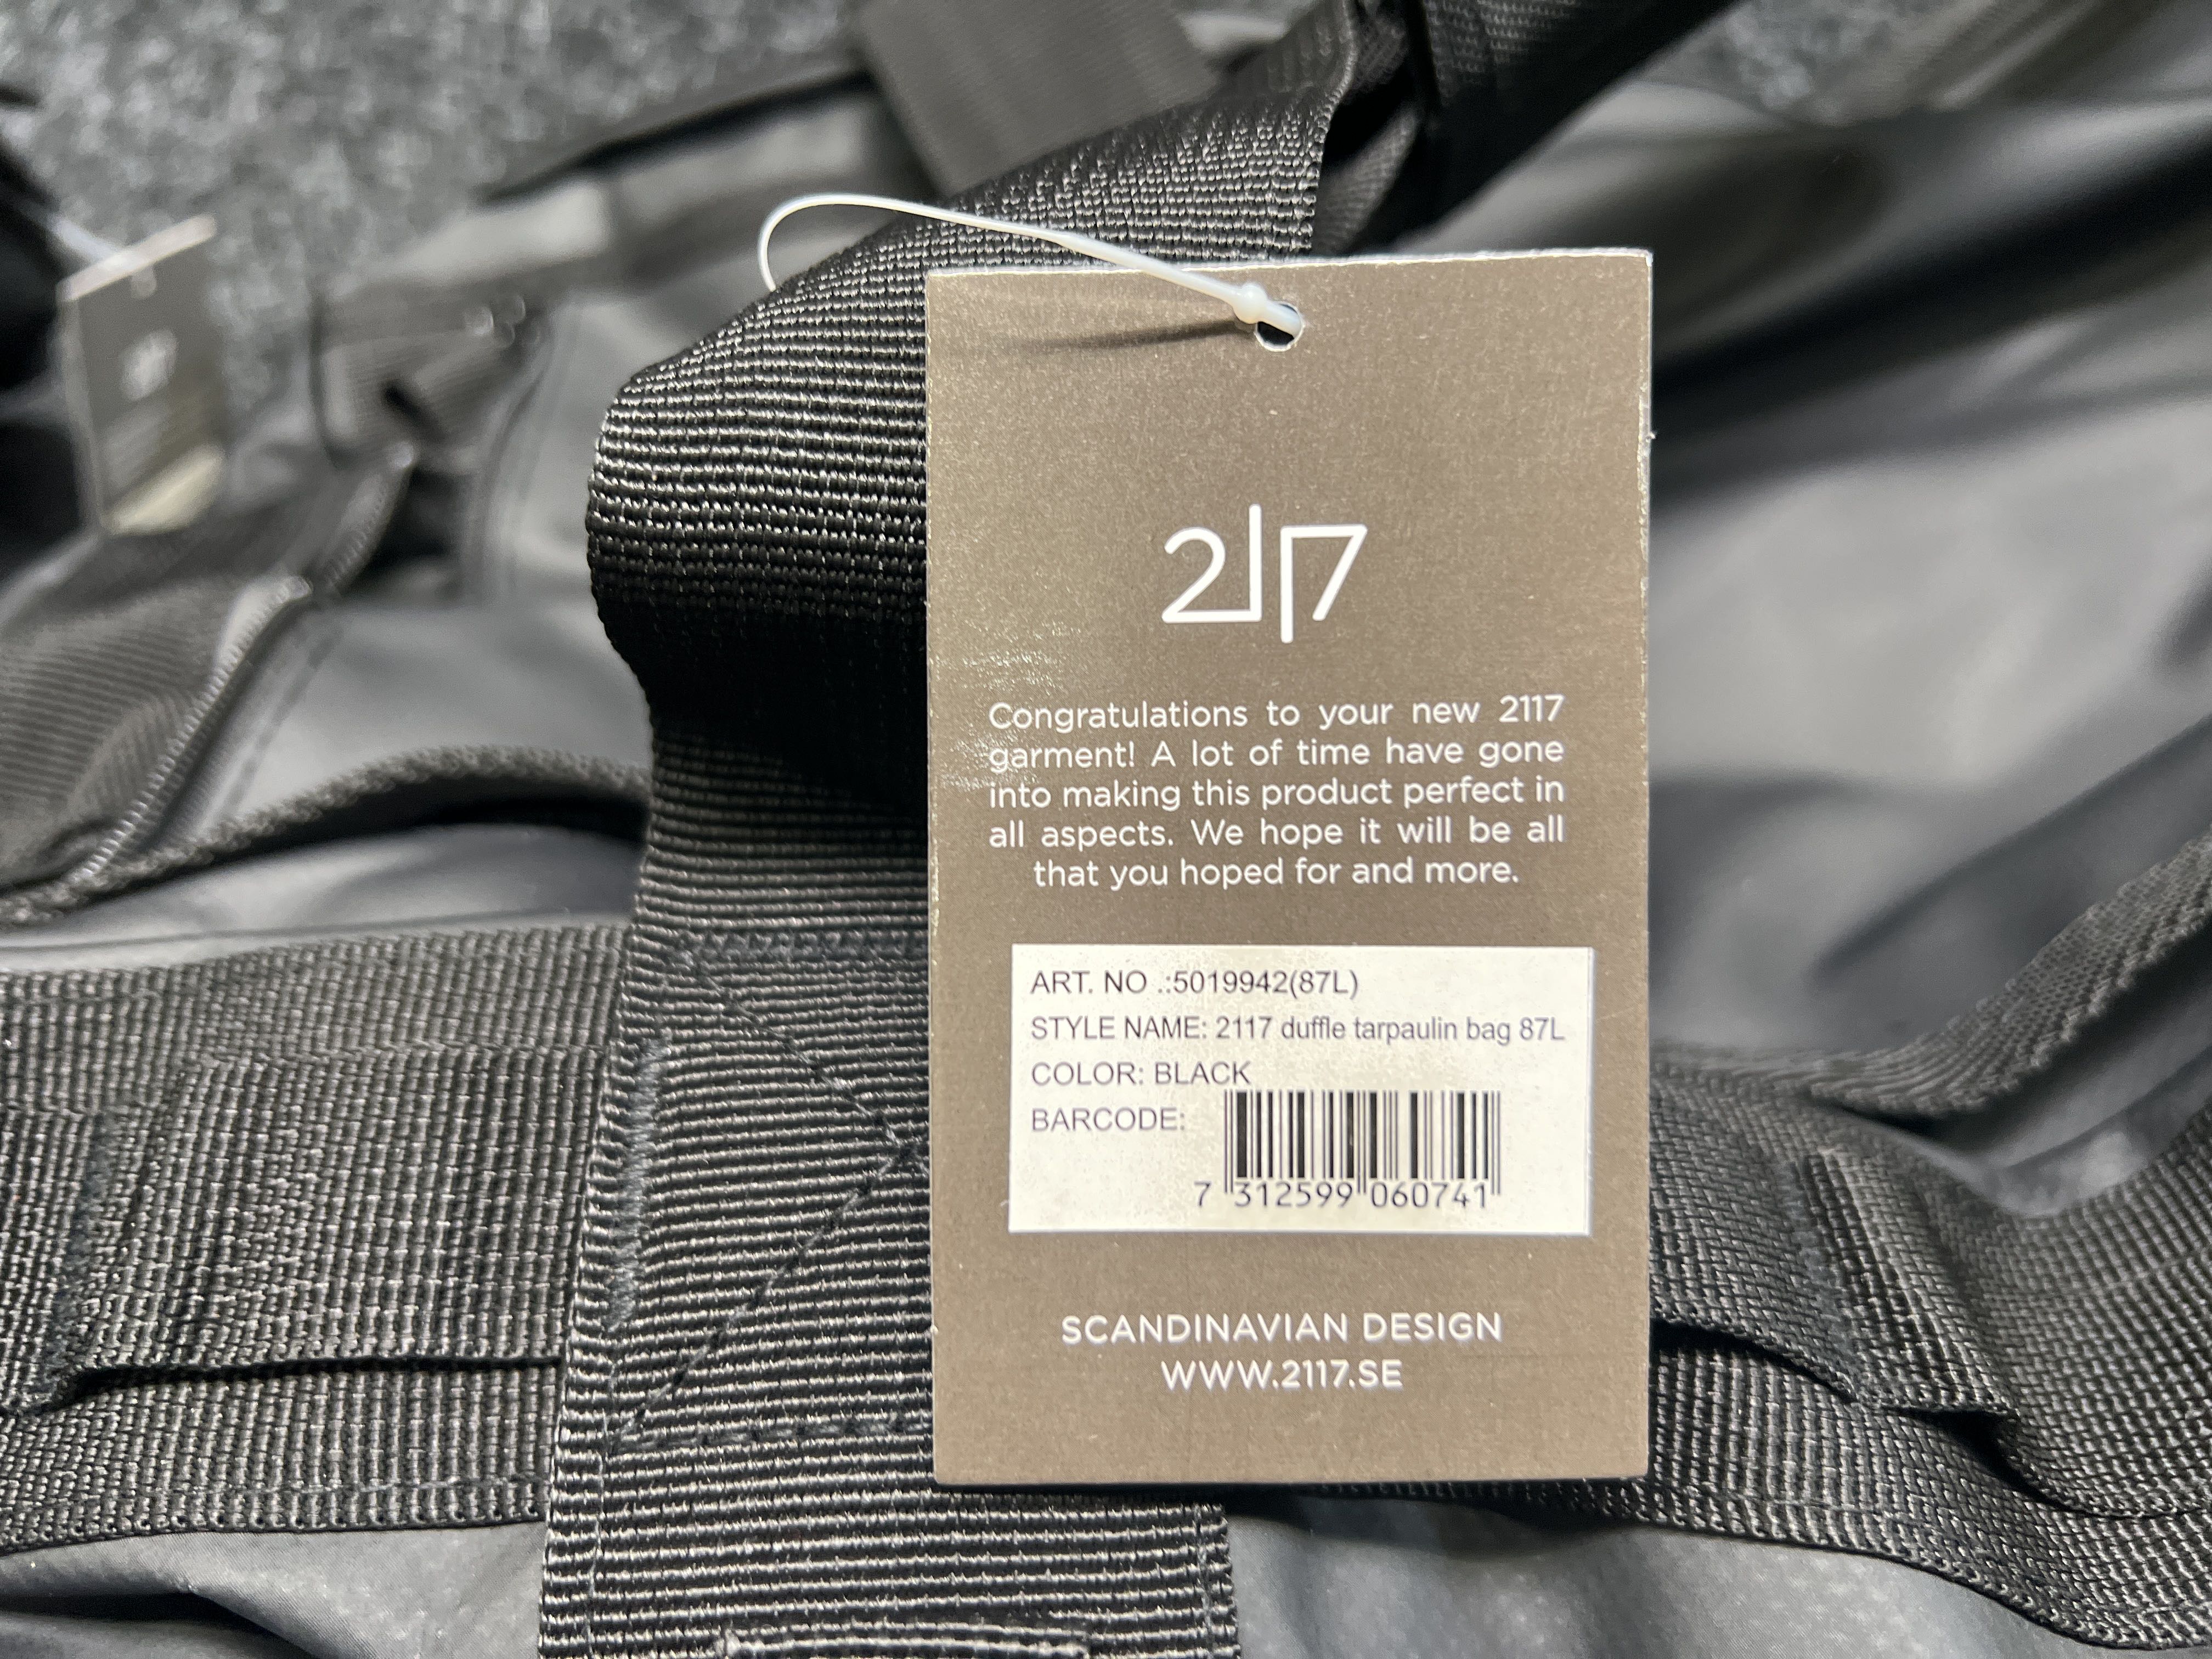 2117
Congratulations to your new 2117
garment! A lot of time have gone
into making this product perfect in
all aspects. We hope it will be all
that you hoped for and more.
ART. NO .:5019942(87L)
STYLE NAME: 2117 duffle tarpaulin bag 87L
COLOR: BLACK
BARCODE:
7 312599 060741
SCANDINAVIAN DESIGN
WWW.2117.SE